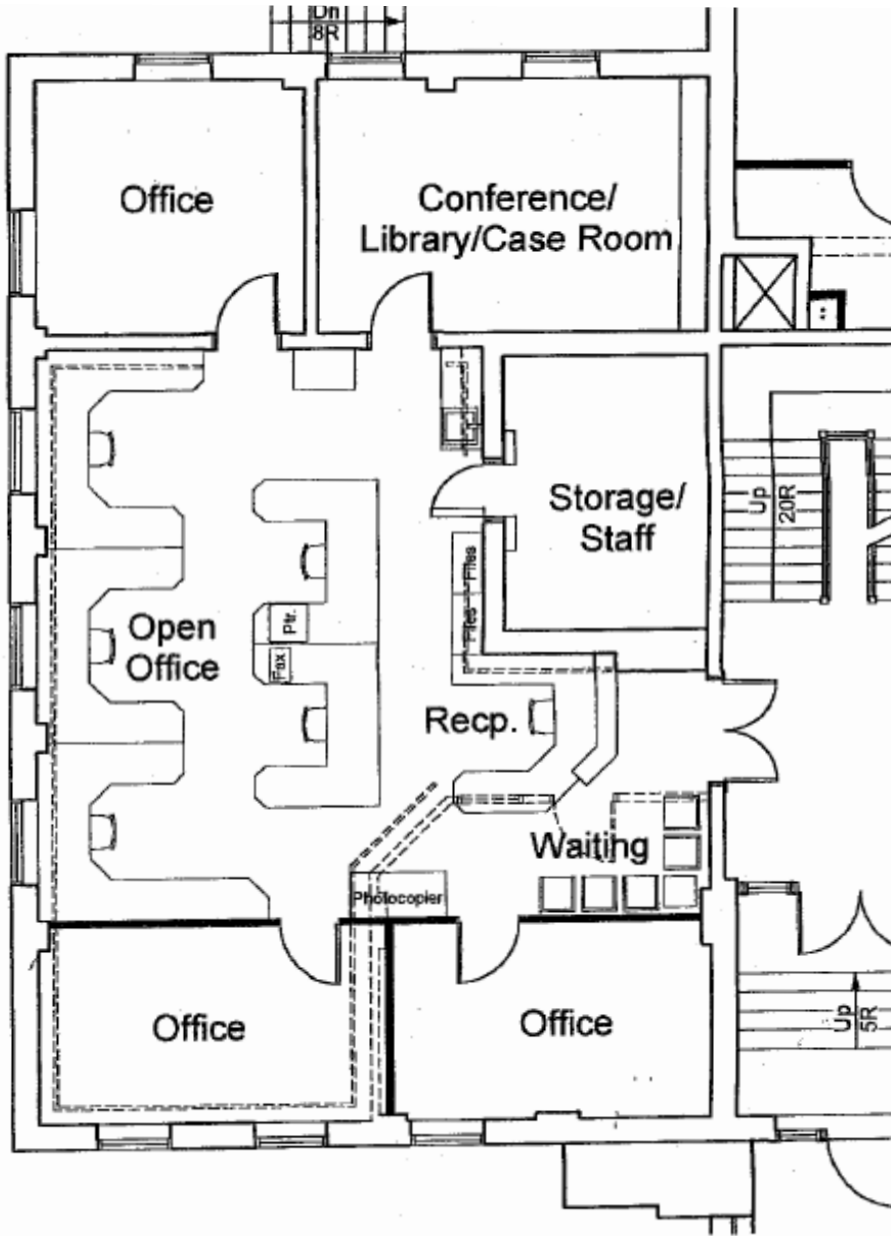 Dn
8R
Office
Conference/
Library/Case Room
Storage/
Staff
Up
20R
Files
Files
Open
Office
Ptr.
Fax
Recp.
Waiting
Photocopier
Office
Office
Up
5R